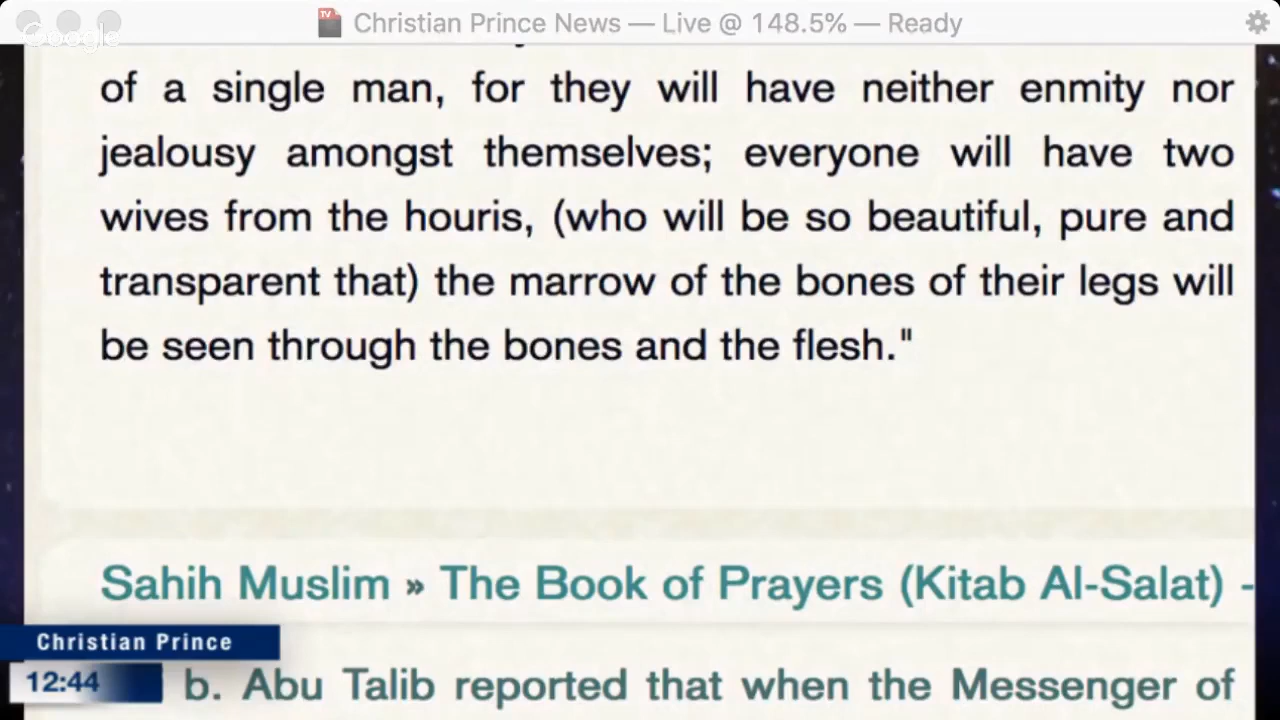 Christian Prince News — Live @ 148.5% — Ready
Google
of a single man, for they will have neither enmity nor
jealousy amongst themselves; everyone will have two
wives from the houris, (who will be so beautiful, pure and
transparent that) the marrow of the bones of their legs will
be seen through the bones and the flesh."
Sahih Muslim » The Book of Prayers (Kitab Al-Salat) -
Christian Prince
12:44
b. Abu Talib reported that when the Messenger of